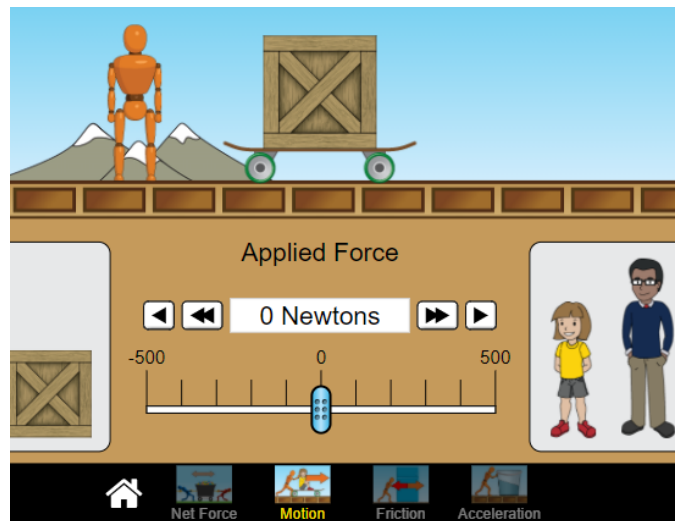 Applied Force
0 Newtons
-500 0 500
Net Force Motion Friction Acceleration